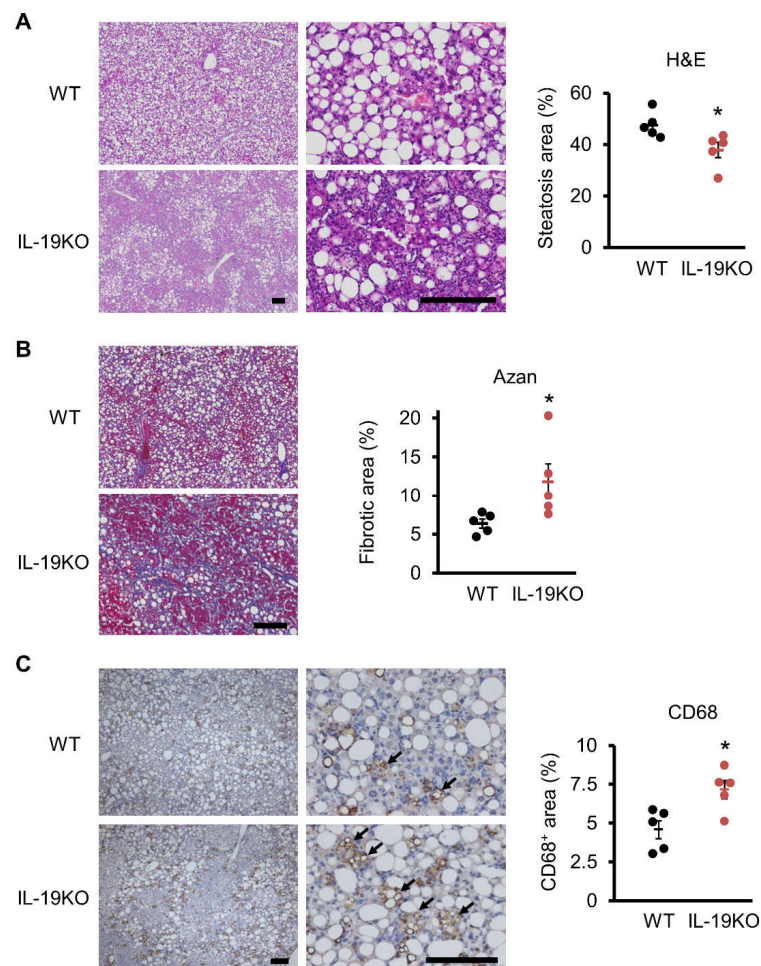 A
WT
IL-19KO
H&E
Steatosis area (%)
60
40
20
0
*
WT IL-19KO
B
WT
IL-19KO
Azan
Fibrotic area (%)
20
15
10
5
0
*
WT IL-19KO
C
WT
IL-19KO
CD68
CD68⁺ area (%)
10
7.5
5
2.5
0
*
WT IL-19KO